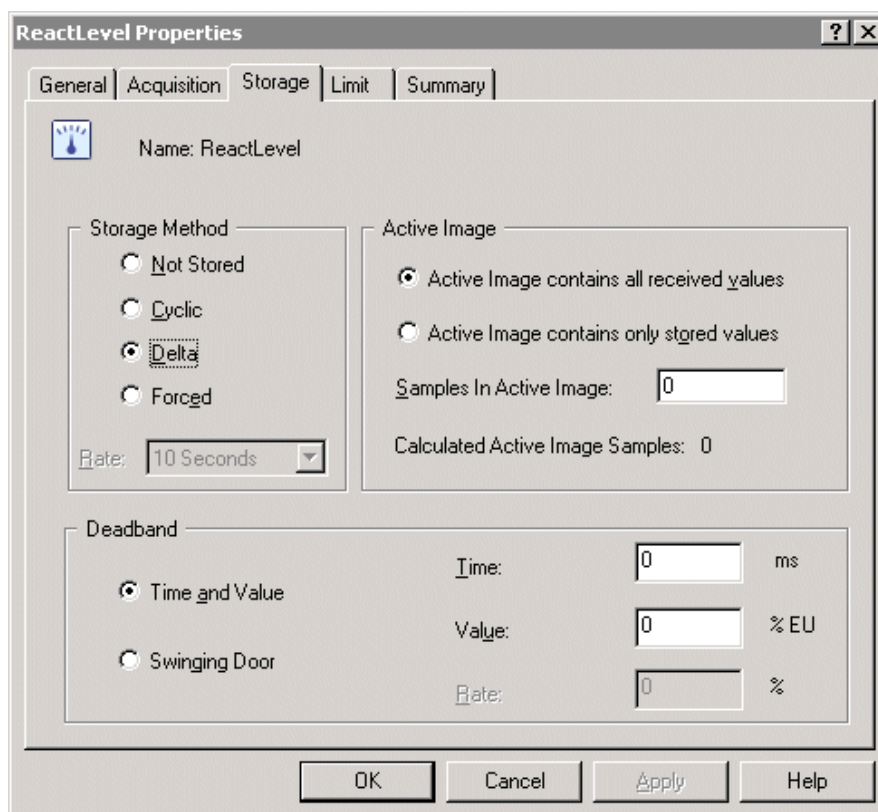 ReactLevel Properties
General Acquisition Storage Limit Summary
Name: ReactLevel
Storage Method
Not Stored
Cyclic
Delta
Forced
Rate: 10 Seconds
Active Image
Active Image contains all received values
Active Image contains only stored values
Samples In Active Image: 0
Calculated Active Image Samples: 0
Deadband
Time and Value
Swinging Door
Time: 0 ms
Value: 0 % EU
Rate: 0 %
OK Cancel Apply Help